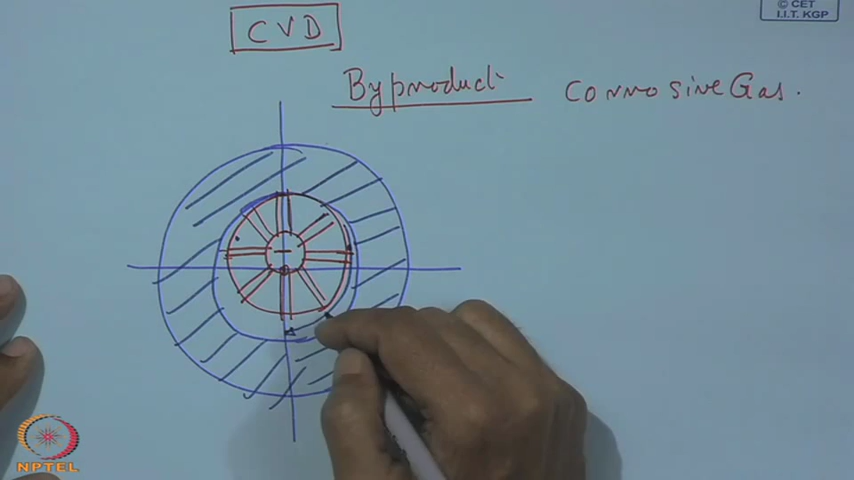 © CET
I.I.T. KGP
CVD
Byproduct Corrosive Gas.
NPTEL